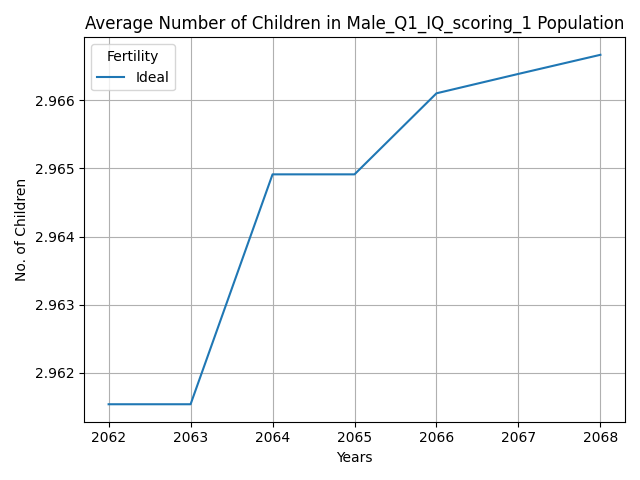 Average Number of Children in Male_Q1_IQ_scoring_1 Population
Fertility
Ideal
No. of Children
2.966
2.965
2.964
2.963
2.962
2062 2063 2064 2065 2066 2067 2068
Years